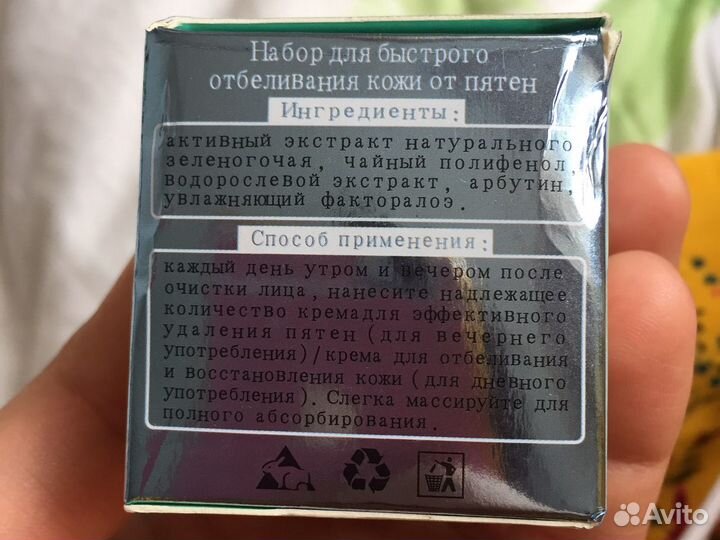 Набор для быстрого
отбеливания кожи от пятен
Ингредиенты:
активный экстракт натурального
зеленогочая, чайный полифенол,
водорослевой экстракт, арбутин,
увлажняющий факторалоэ.
Способ применения:
каждый день утром и вечером после
очистки лица, нанесите надлежащее
количество кремадля эффективного
удаления пятен (для вечернего
употребления)/крема для отбеливания
и восстановления кожи (для дневного
употребления). Слегка массируйте для
полного абсорбирования.
Avito